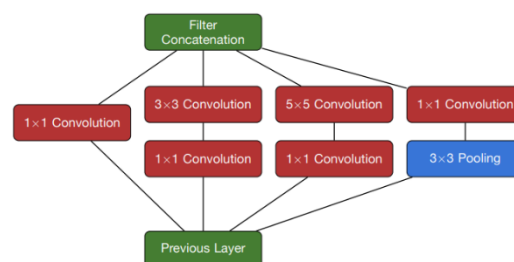 Filter
Concatenation
3×3 Convolution
5×5 Convolution
1×1 Convolution
1×1 Convolution
1×1 Convolution
1×1 Convolution
3×3 Pooling
Previous Layer